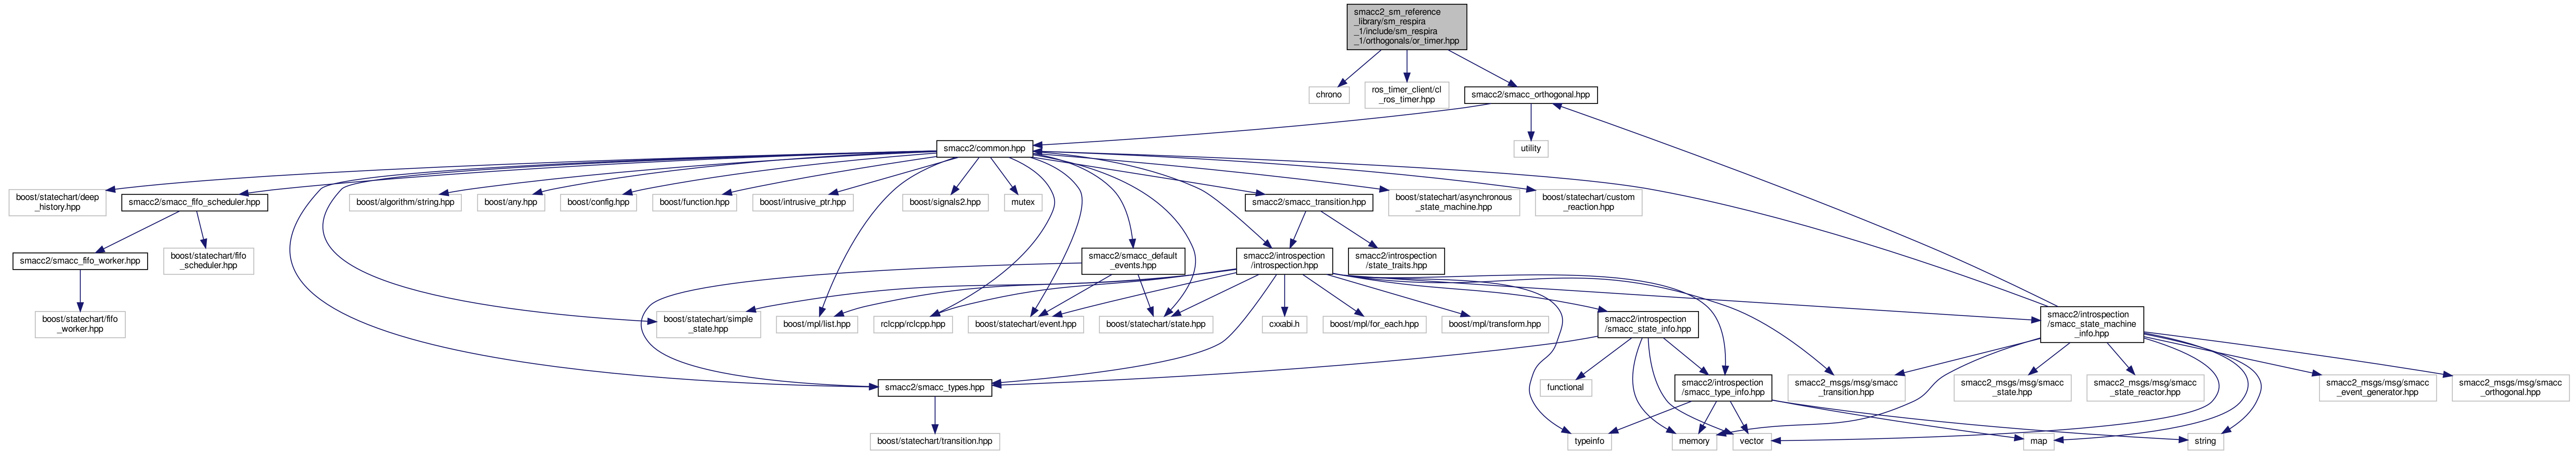 smacc2_sm_reference
_library/sm_respira
_1/include/sm_respira
_1/orthogonals/or_timer.hpp
chrono
ros_timer_client/cl
_ros_timer.hpp
smacc2/smacc_orthogonal.hpp
smacc2/common.hpp
utility
boost/statechart/deep
_history.hpp
smacc2/smacc_fifo_scheduler.hpp
boost/algorithm/string.hpp
boost/any.hpp
boost/config.hpp
boost/function.hpp
boost/intrusive_ptr.hpp
boost/signals2.hpp
mutex
smacc2/smacc_transition.hpp
boost/statechart/asynchronous
_state_machine.hpp
boost/statechart/custom
_reaction.hpp
smacc2/smacc_fifo_worker.hpp
boost/statechart/fifo
_scheduler.hpp
smacc2/smacc_default
_events.hpp
smacc2/introspection
/introspection.hpp
smacc2/introspection
/state_traits.hpp
boost/statechart/fifo
_worker.hpp
boost/statechart/simple
_state.hpp
boost/mpl/list.hpp
rclcpp/rclcpp.hpp
boost/statechart/event.hpp
boost/statechart/state.hpp
cxxabi.h
boost/mpl/for_each.hpp
boost/mpl/transform.hpp
smacc2/introspection
/smacc_state_info.hpp
smacc2/introspection
/smacc_state_machine
_info.hpp
smacc2/smacc_types.hpp
functional
smacc2/introspection
/smacc_type_info.hpp
smacc2_msgs/msg/smacc
_transition.hpp
smacc2_msgs/msg/smacc
_state.hpp
smacc2_msgs/msg/smacc
_state_reactor.hpp
smacc2_msgs/msg/smacc
_event_generator.hpp
smacc2_msgs/msg/smacc
_orthogonal.hpp
boost/statechart/transition.hpp
typeinfo
memory
vector
map
string